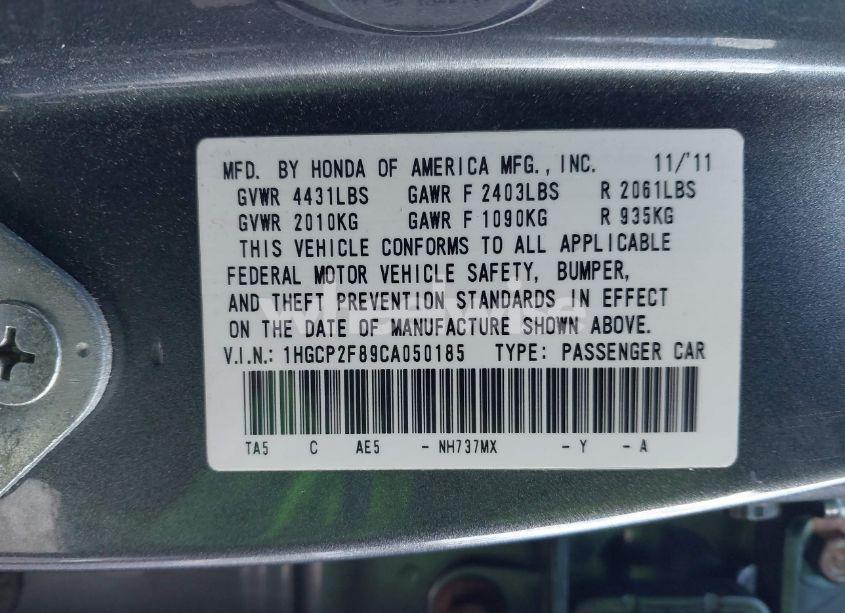 MFD. BY HONDA OF AMERICA MFG., INC. 11/'11
GVWR 4431LBS GAWR F 2403LBS R 2061LBS
GVWR 2010KG GAWR F 1090KG R 935KG
THIS VEHICLE CONFORMS TO ALL APPLICABLE
FEDERAL MOTOR VEHICLE SAFETY, BUMPER,
AND THEFT PREVENTION STANDARDS IN EFFECT
ON THE DATE OF MANUFACTURE SHOWN ABOVE.
V.I.N.: 1HGCP2F89CA050185 TYPE: PASSENGER CAR
TA5 C AE5 - NH737MX - Y - A